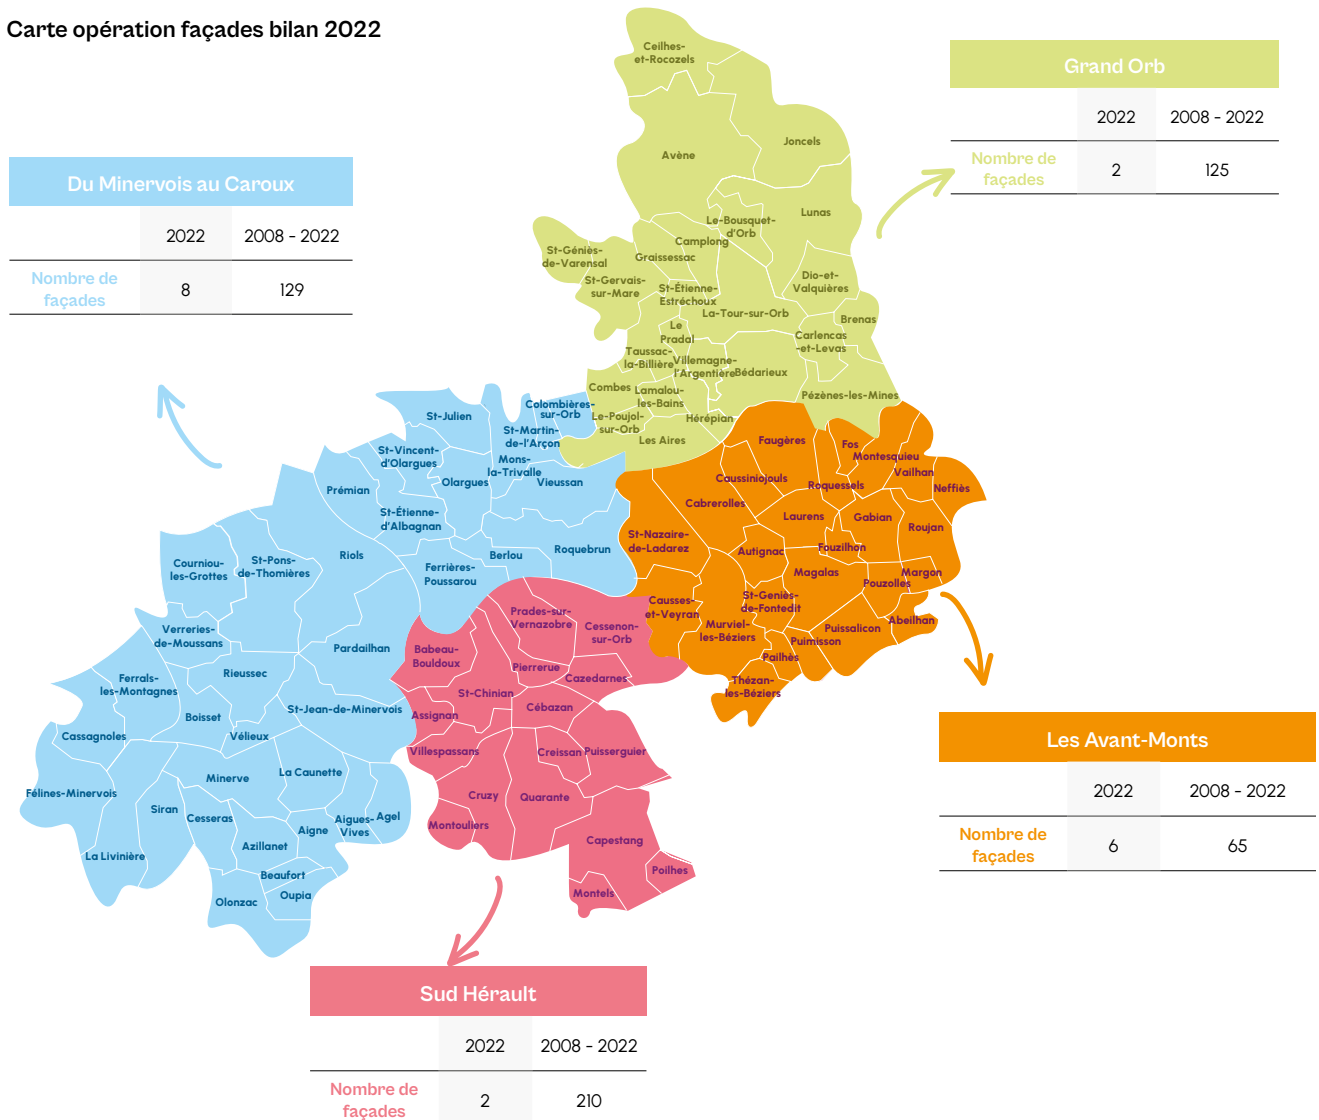 Carte opération façades bilan 2022
Grand Orb
2022 2008 - 2022
Nombre de
façades
2 125
Du Minervois au Caroux
2022 2008 - 2022
Nombre de
façades
8 129
Ceilhes-
et-Rocozels
Avène
Joncels
Lunas
Le-Bousquet-
d'Orb
Camplong
Graissessac
St-Géniès-
de-Varensal
St-Gervais-
sur-Mare
St-Étienne-
Estréchoux
Dio-et-
Valquières
La-Tour-sur-Orb
Brenas
Le
Pradal
Carlencas
-et-Levas
Taussac-
la-Billière
Villemagne-
l'Argentière
Bédarieux
Combes
Lamalou-
les-Bains
Pézènes-les-Mines
Le-Poujol-
sur-Orb
Hérépian
Les Aires
St-Julien
Colombières-
sur-Orb
St-Martin-
de-l'Arçon
St-Vincent-
d'Olargues
Mons-
la-Trivalle
Olargues
Vieussan
Prémian
St-Étienne-
d'Albagnan
Riols
Berlou
Roquebrun
Ferrières-
Poussarou
Courniou-
les-Grottes
St-Pons-
de-Thomières
Verreries-
de-Moussans
Pardailhan
Rieussec
Ferrals-
les-Montagnes
Boisset
St-Jean-de-Minervois
Vélieux
Cassagnoles
Minerve
La Caunette
Félines-Minervois
Siran
Cesseras
Aigues-
Vives
Agel
Aigne
Azillanet
La Livinière
Beaufort
Oupia
Olonzac
Faugères
Fos
Montesquieu
Vailhan
Neffiès
Caussiniojouls
Roquessels
Cabrerolles
Laurens
Gabian
Roujan
St-Nazaire-
de-Ladarez
Autignac
Fouzilhon
Magalas
Margon
Pouzolles
Causses-
et-Veyran
St-Geniès-
de-Fontedit
Abeilhan
Murviel-
les-Béziers
Puissalicon
Puimisson
Pailhès
Thézan-
les-Béziers
Prades-sur-
Vernazobre
Cessenon-
sur-Orb
Babeau-
Bouldoux
Pierrerue
Cazedarnes
St-Chinian
Cébazan
Assignan
Villespassans
Creissan
Puisserguier
Cruzy
Quarante
Montouliers
Capestang
Poilhes
Montels
Les Avant-Monts
2022 2008 - 2022
Nombre de
façades
6 65
Sud Hérault
2022 2008 - 2022
Nombre de
façades
2 210